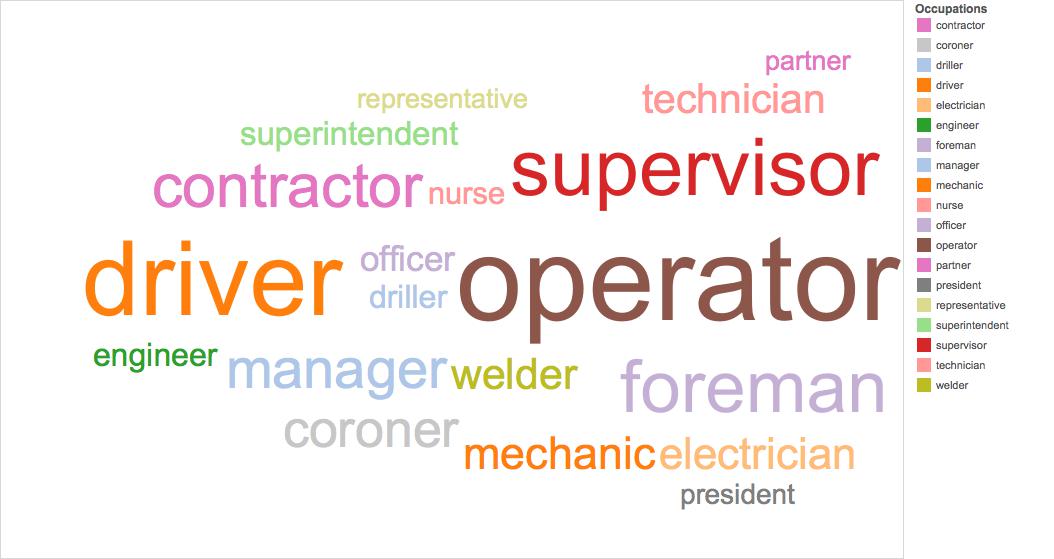 partner
representative
technician
superintendent
supervisor
contractor
nurse
driver
officer
operator
driller
engineer
manager
welder
foreman
coroner
mechanic
electrician
president
Occupations
contractor
coroner
driller
driver
electrician
engineer
foreman
manager
mechanic
nurse
officer
operator
partner
president
representative
superintendent
supervisor
technician
welder